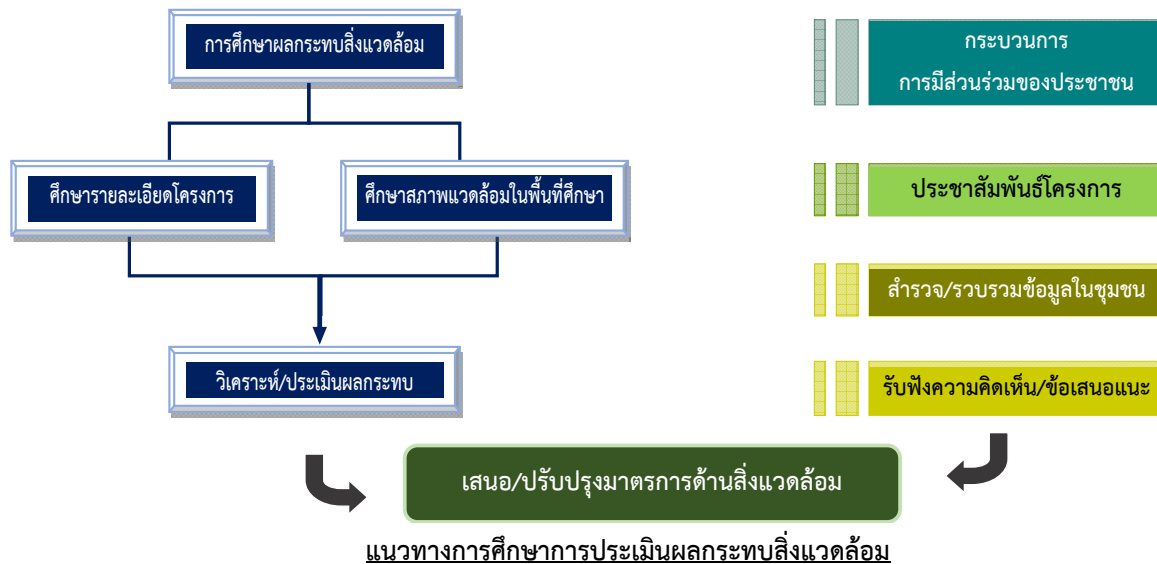 การศึกษาผลกระทบสิ่งแวดล้อม
ศึกษารายละเอียดโครงการ
ศึกษาสภาพแวดล้อมในพื้นที่ศึกษา
วิเคราะห์/ประเมินผลกระทบ
กระบวนการ
การมีส่วนร่วมของประชาชน
ประชาสัมพันธ์โครงการ
สำรวจ/รวบรวมข้อมูลในชุมชน
รับฟังความคิดเห็น/ข้อเสนอแนะ
เสนอ/ปรับปรุงมาตรการด้านสิ่งแวดล้อม
แนวทางการศึกษาการประเมินผลกระทบสิ่งแวดล้อม